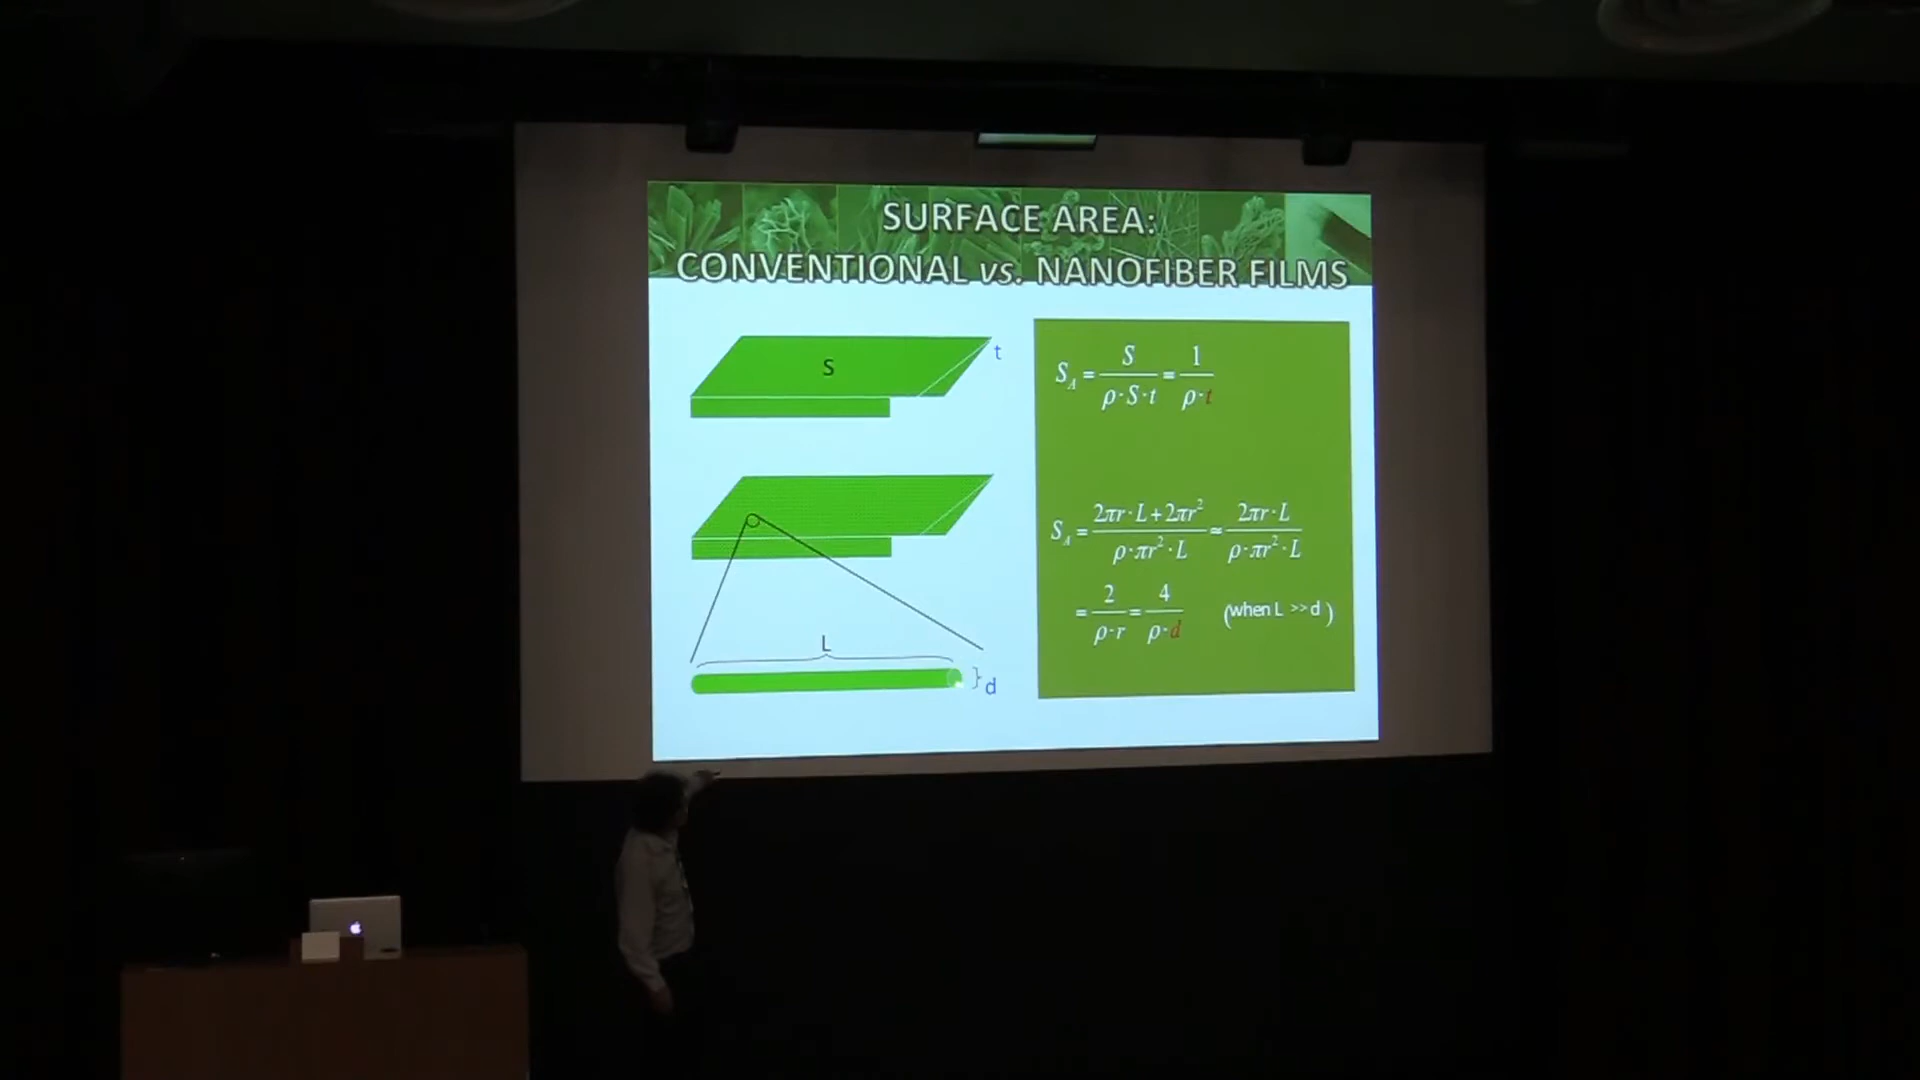 SURFACE AREA:
CONVENTIONAL vs. NANOFIBER FILMS
S
t
S_A = S / ρ·S·t = 1 / ρ·t
S_A = 2πr·L+2πr² / ρ·πr²·L ≈ 2πr·L / ρ·πr²·L
= 2 / ρ·r = 4 / ρ·d (when L >> d)
L
d